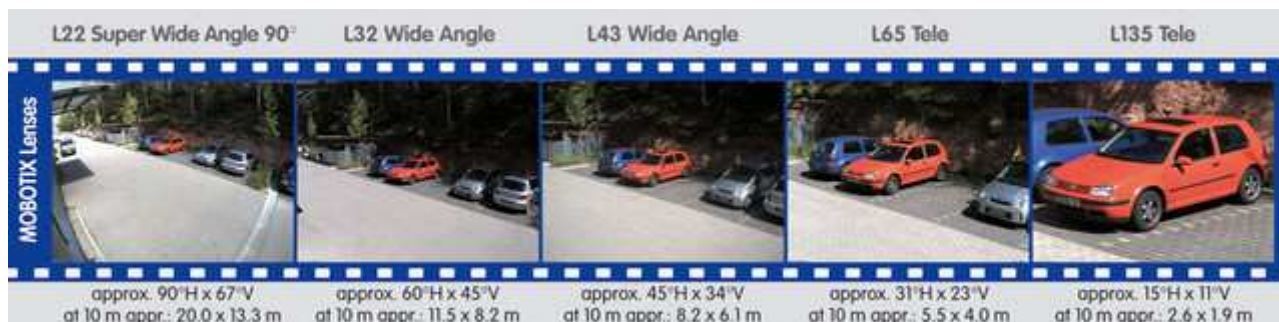 L22 Super Wide Angle 90°
L32 Wide Angle
L43 Wide Angle
L65 Tele
L135 Tele
MOBOTIX Lenses
approx. 90°H x 67°V
at 10 m appr.: 20.0 x 13.3 m
approx. 60°H x 45°V
at 10 m appr.: 11.5 x 8.2 m
approx. 45°H x 34°V
at 10 m appr.: 8.2 x 6.1 m
approx. 31°H x 23°V
at 10 m appr.: 5.5 x 4.0 m
approx. 15°H x 11°V
at 10 m appr.: 2.6 x 1.9 m